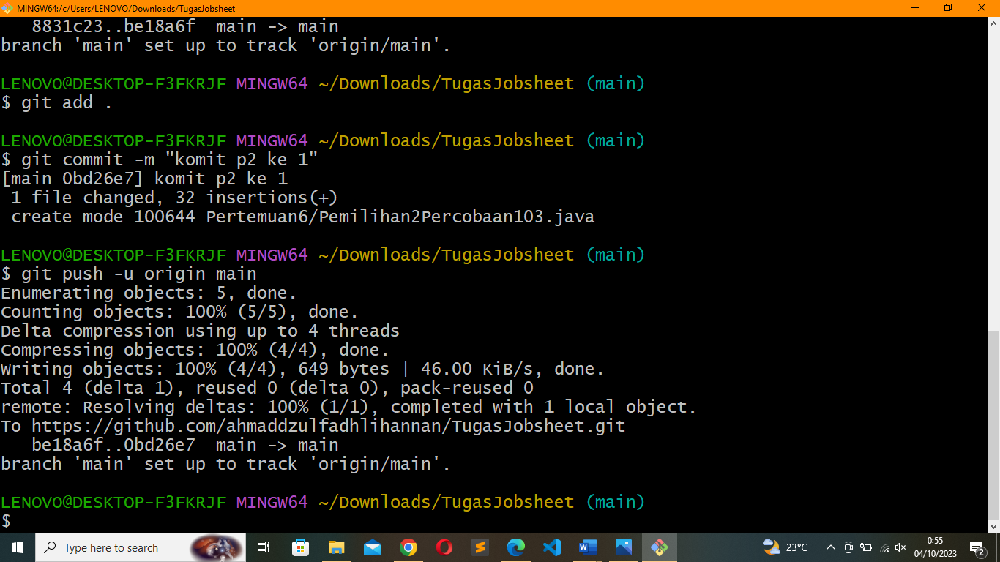 MINGW64:/c/Users/LENOVO/Downloads/TugasJobsheet
   8831c23..be18a6f  main -> main
branch 'main' set up to track 'origin/main'.
LENOVO@DESKTOP-F3FKRJF MINGW64 ~/Downloads/TugasJobsheet (main)
$ git add .
LENOVO@DESKTOP-F3FKRJF MINGW64 ~/Downloads/TugasJobsheet (main)
$ git commit -m "komit p2 ke 1"
[main 0bd26e7] komit p2 ke 1
 1 file changed, 32 insertions(+)
 create mode 100644 Pertemuan6/Pemilihan2Percobaan103.java
LENOVO@DESKTOP-F3FKRJF MINGW64 ~/Downloads/TugasJobsheet (main)
$ git push -u origin main
Enumerating objects: 5, done.
Counting objects: 100% (5/5), done.
Delta compression using up to 4 threads
Compressing objects: 100% (4/4), done.
Writing objects: 100% (4/4), 649 bytes | 46.00 KiB/s, done.
Total 4 (delta 1), reused 0 (delta 0), pack-reused 0
remote: Resolving deltas: 100% (1/1), completed with 1 local object.
To https://github.com/ahmaddzulfadhlihannan/TugasJobsheet.git
   be18a6f..0bd26e7  main -> main
branch 'main' set up to track 'origin/main'.
LENOVO@DESKTOP-F3FKRJF MINGW64 ~/Downloads/TugasJobsheet (main)
$
Type here to search
23°C
0:55
04/10/2023
2